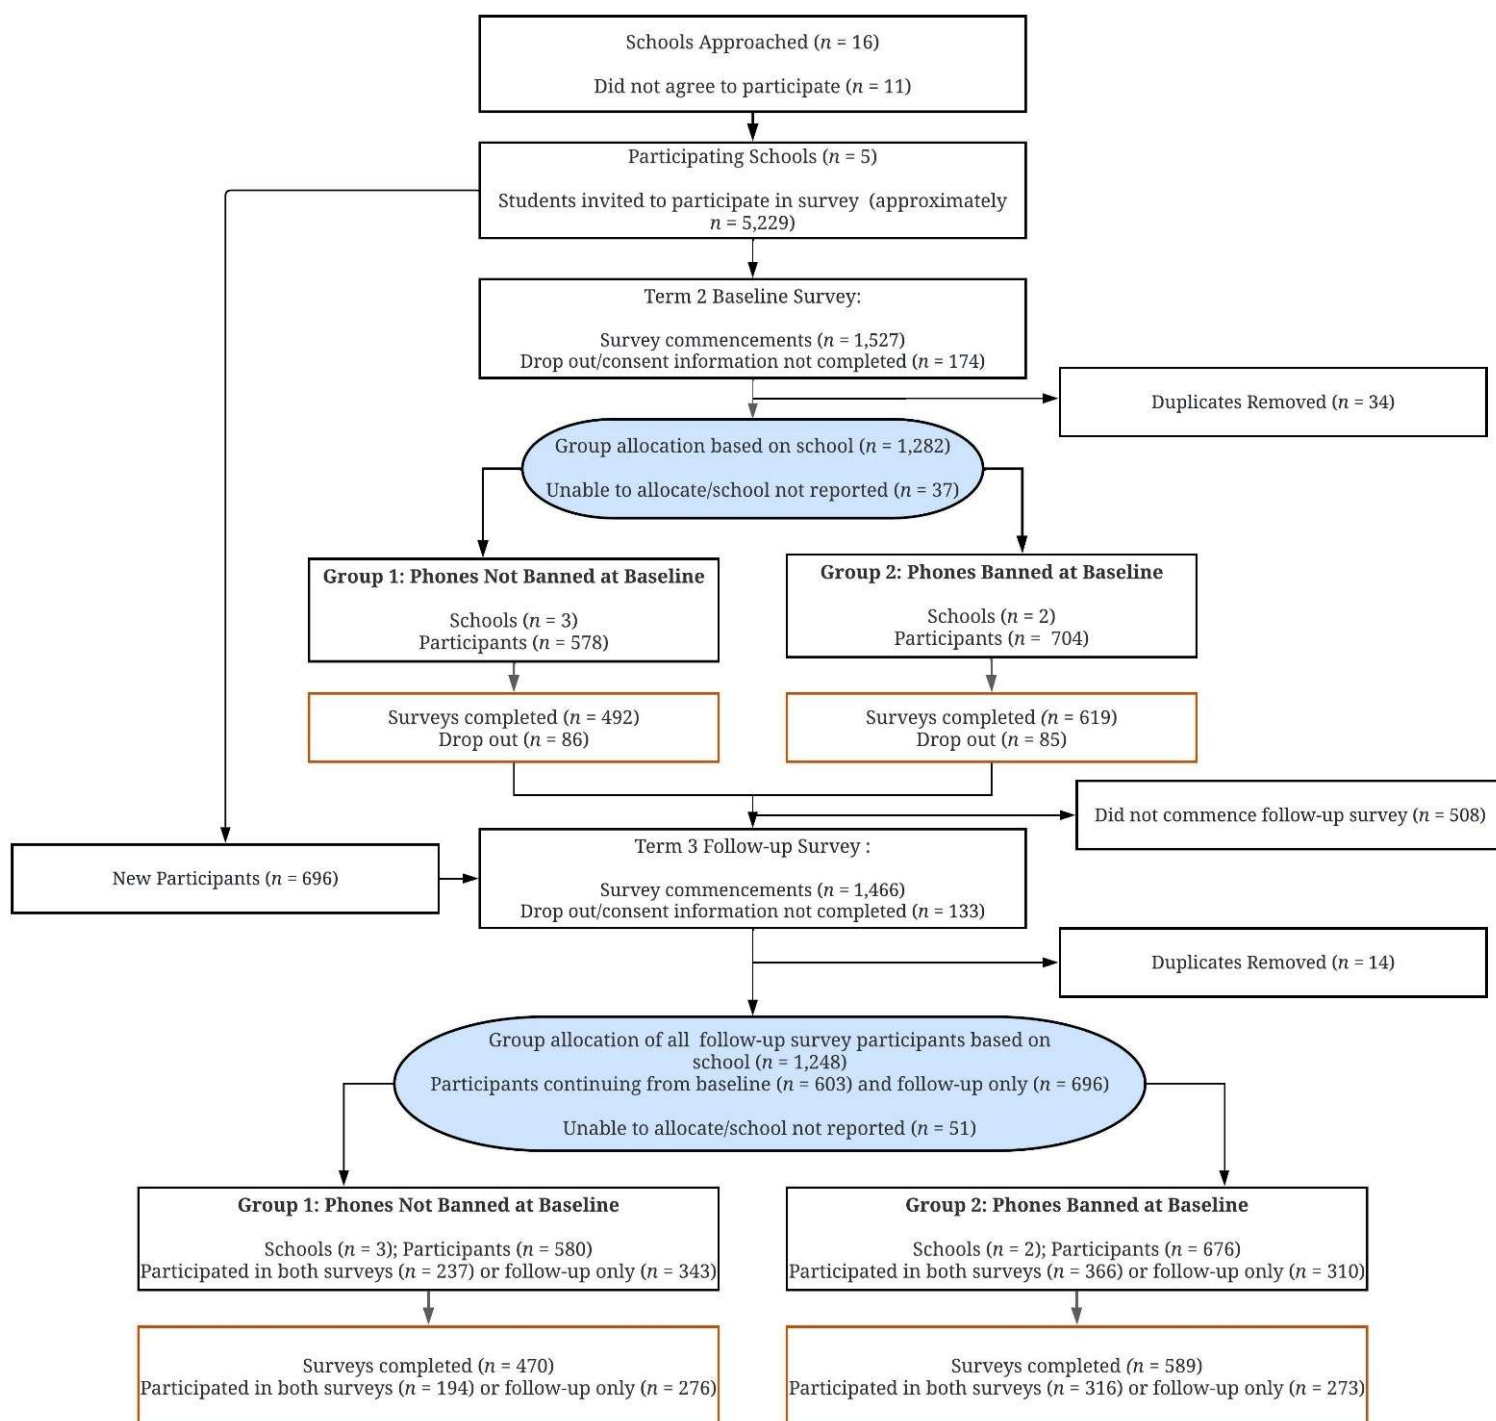 Schools Approached (n = 16)
Did not agree to participate (n = 11)
Participating Schools (n = 5)
Students invited to participate in survey (approximately
n = 5,229)
Term 2 Baseline Survey:
Survey commencements (n = 1,527)
Drop out/consent information not completed (n = 174)
Duplicates Removed (n = 34)
Group allocation based on school (n = 1,282)
Unable to allocate/school not reported (n = 37)
Group 1: Phones Not Banned at Baseline
Schools (n = 3)
Participants (n = 578)
Group 2: Phones Banned at Baseline
Schools (n = 2)
Participants (n = 704)
Surveys completed (n = 492)
Drop out (n = 86)
Surveys completed (n = 619)
Drop out (n = 85)
Did not commence follow-up survey (n = 508)
New Participants (n = 696)
Term 3 Follow-up Survey :
Survey commencements (n = 1,466)
Drop out/consent information not completed (n = 133)
Duplicates Removed (n = 14)
Group allocation of all follow-up survey participants based on
school (n = 1,248)
Participants continuing from baseline (n = 603) and follow-up only (n = 696)
Unable to allocate/school not reported (n = 51)
Group 1: Phones Not Banned at Baseline
Schools (n = 3); Participants (n = 580)
Participated in both surveys (n = 237) or follow-up only (n = 343)
Group 2: Phones Banned at Baseline
Schools (n = 2); Participants (n = 676)
Participated in both surveys (n = 366) or follow-up only (n = 310)
Surveys completed (n = 470)
Participated in both surveys (n = 194) or follow-up only (n = 276)
Surveys completed (n = 589)
Participated in both surveys (n = 316) or follow-up only (n = 273)